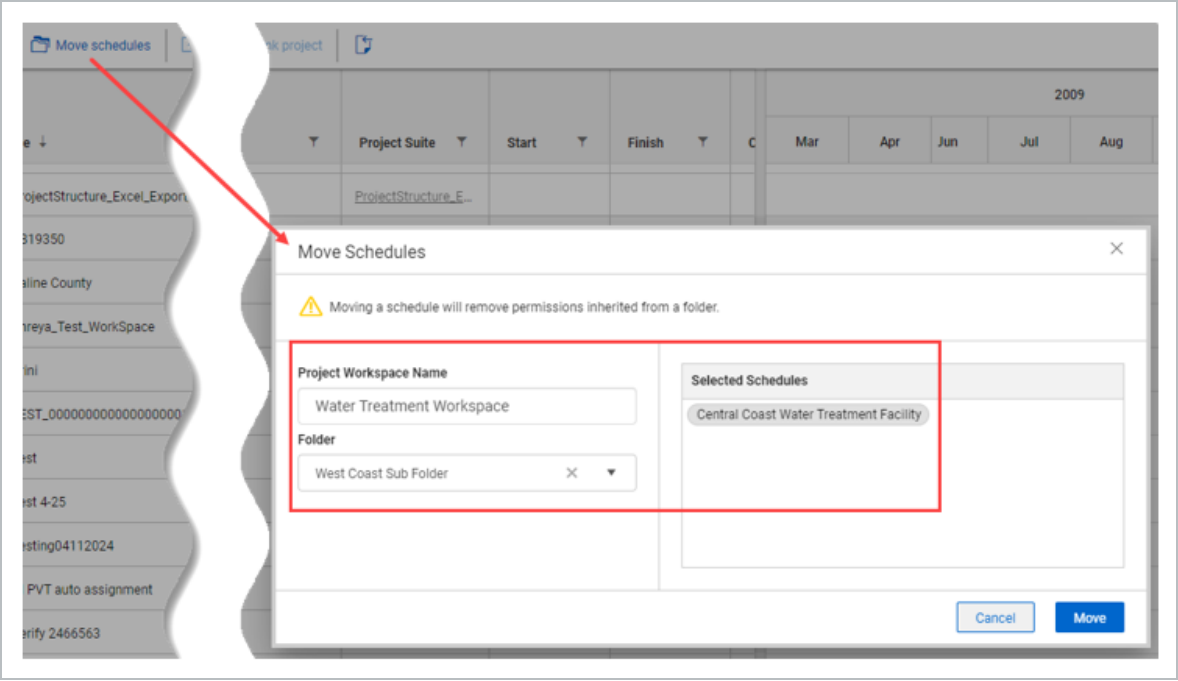 Move schedules
nk project
2009
e ↓
Project Suite
Start
Finish
C
Mar
Apr
Jun
Jul
Aug
rojectStructure_Excel_Expor
ProjectStructure_E...
319350
aline County
hreya_Test_WorkSpace
rini
EST_000000000000000000
est
est 4-25
esting04112024
PVT auto assignment
erify 2466563
Move Schedules
Moving a schedule will remove permissions inherited from a folder.
Project Workspace Name
Water Treatment Workspace
Folder
West Coast Sub Folder
Selected Schedules
Central Coast Water Treatment Facility
Cancel
Move